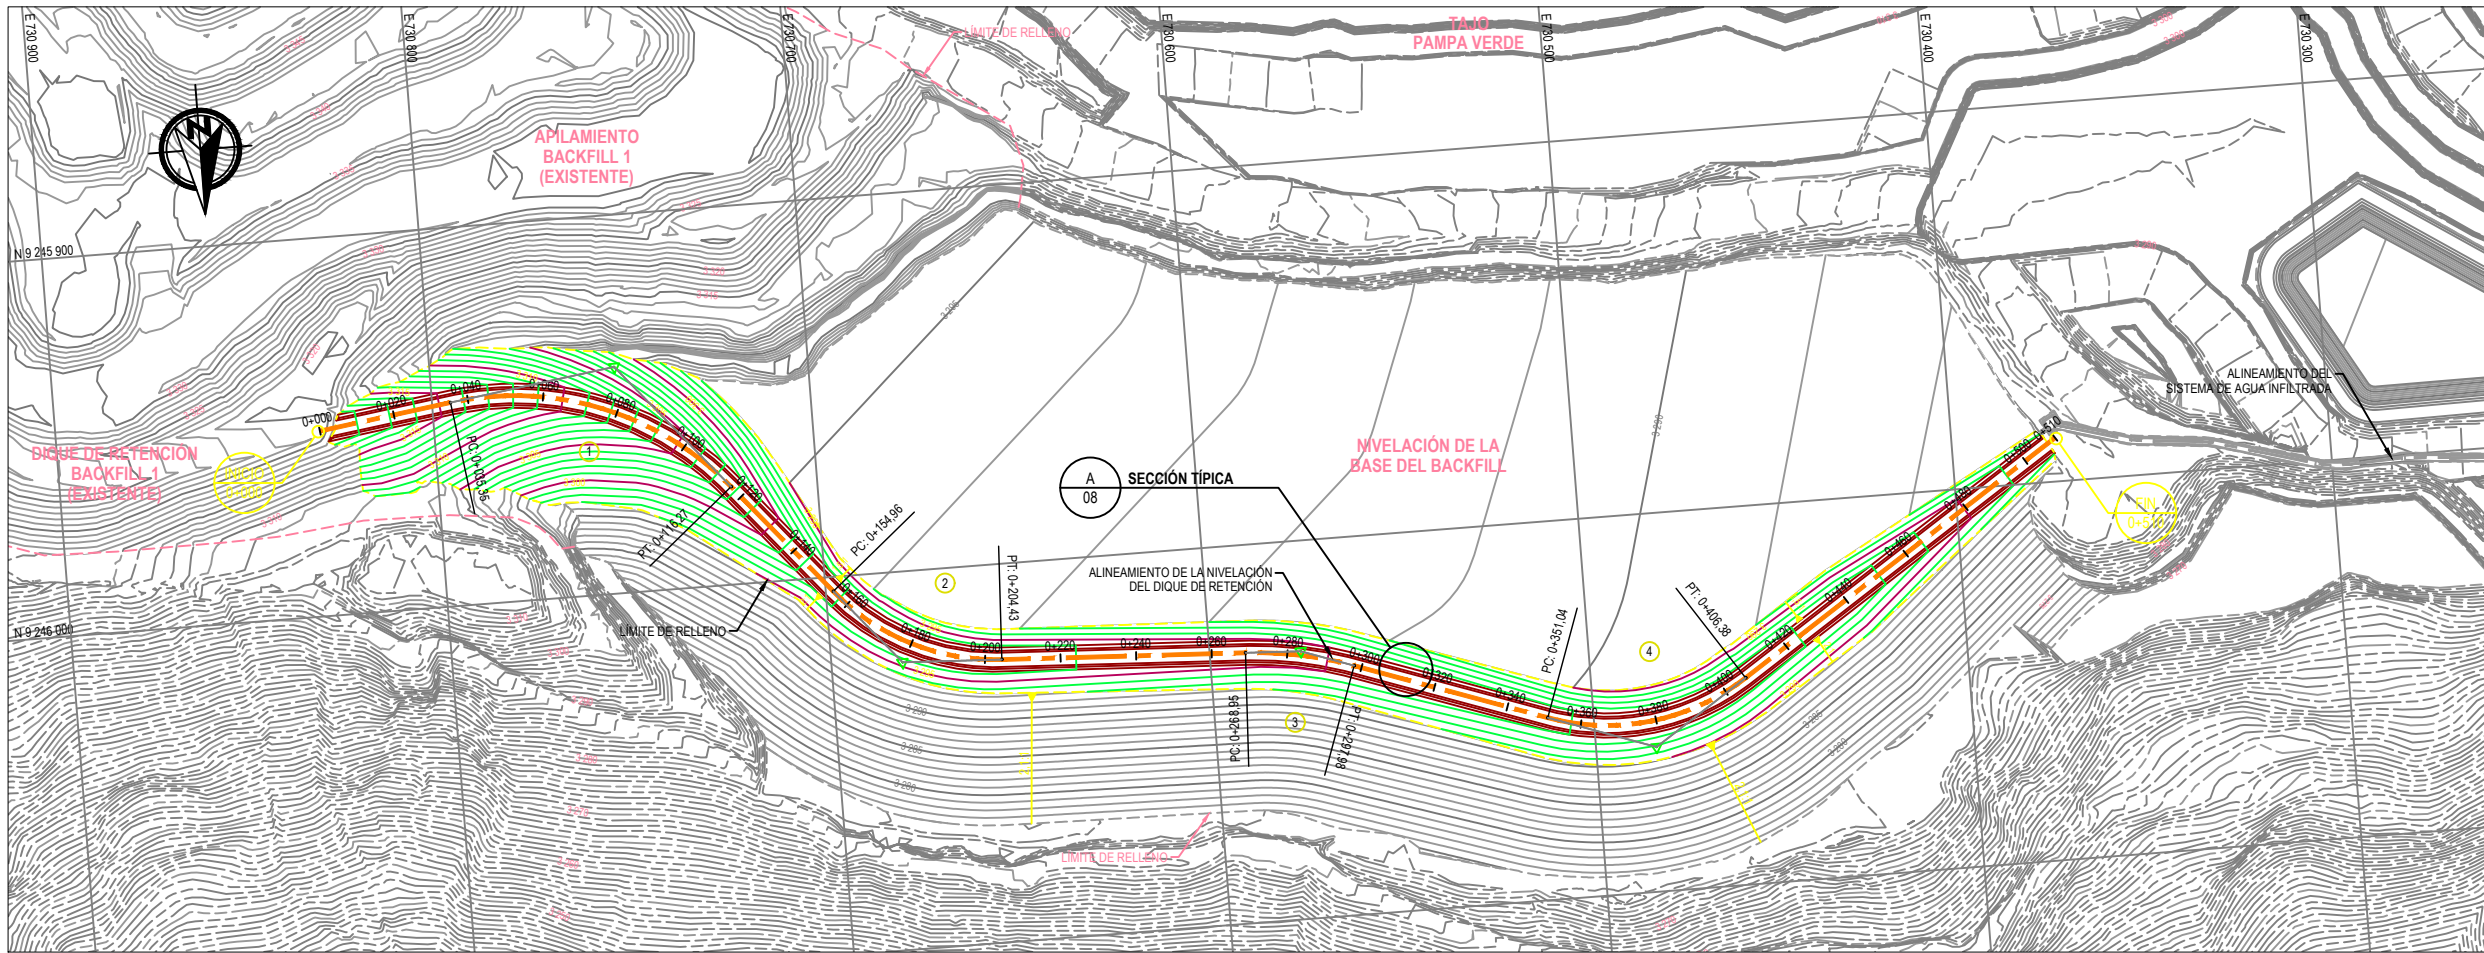 E 730 900
E 730 800
E 730 700
E 730 600
E 730 500
E 730 400
E 730 300
LÍMITE DE RELLENO
TAJO
PAMPA VERDE
N
APILAMIENTO
BACKFILL 1
(EXISTENTE)
N 9 245 900
3 295
3 290
ALINEAMIENTO DEL
SISTEMA DE AGUA INFILTRADA
DIQUE DE RETENCIÓN
BACKFILL 1
(EXISTENTE)
INICIO
0+000
0+000
0+020
0+040
0+060
0+080
0+100
0+120
0+140
0+160
0+180
0+200
0+220
0+240
0+260
0+280
0+300
0+320
0+340
0+360
0+380
0+400
0+420
0+440
0+460
0+480
0+500
0+510
FIN
0+510
1
2
3
4
PC: 0+035,35
PT: 0+116,27
PC: 0+154,96
PT: 0+204,43
PC: 0+268,95
PT: 0+297,98
PC: 0+351,04
PT: 0+406,38
A
08
SECCIÓN TÍPICA
NIVELACIÓN DE LA
BASE DEL BACKFILL
ALINEAMIENTO DE LA NIVELACIÓN
DEL DIQUE DE RETENCIÓN
LÍMITE DE RELLENO
N 9 246 000
LÍMITE DE RELLENO